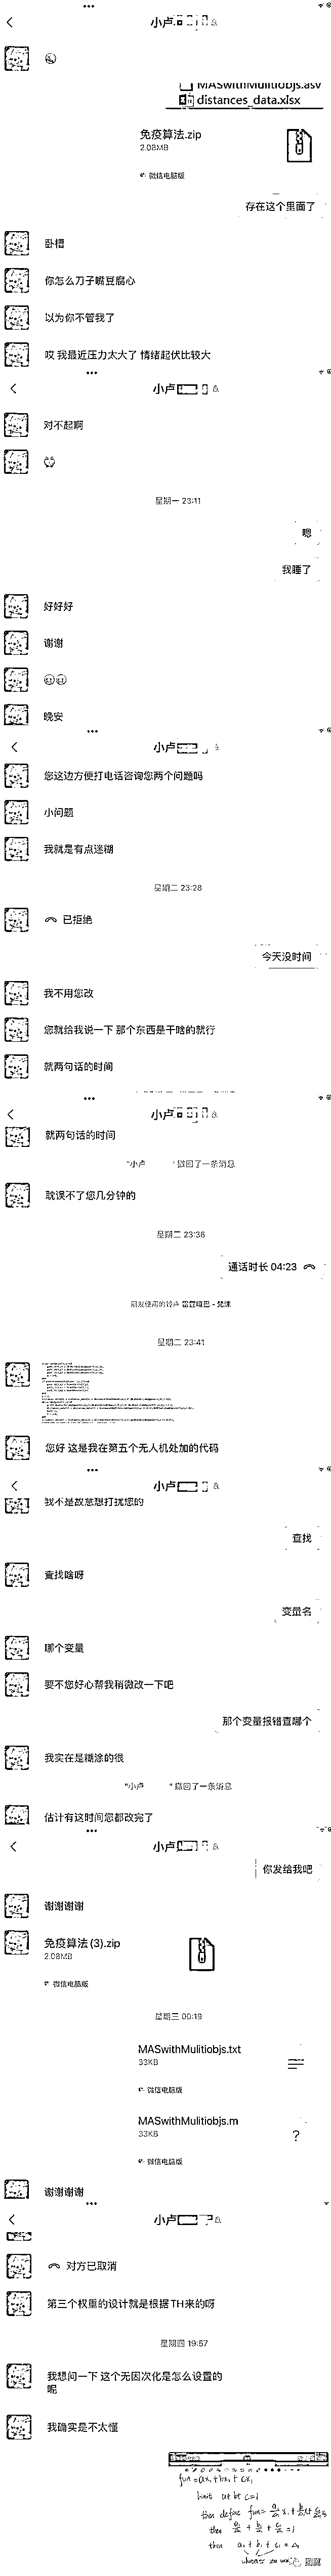 小卢
MASwithMulitiobjs.asv
distances_data.xlsx
免疫算法.zip
2.08MB
微信电脑版
存在这个里面了
卧槽
你怎么刀子嘴豆腐心
以为你不管我了
哎 我最近压力太大了 情绪起伏比较大
小卢
对不起啊
星期一 23:11
嗯
我睡了
好好好
谢谢
晚安
小卢
您这边方便打电话咨询您两个问题吗
小问题
我就是有点迷糊
星期二 23:28
已拒绝
今天没时间
我不用您改
您就给我说一下 那个东西是干啥的就行
就两句话的时间
小卢
就两句话的时间
"小卢 " 撤回了一条消息
耽误不了您几分钟的
星期二 23:36
通话时长 04:23
星期二 23:41
您好 这是我在第五个无人机处加的代码
小卢
我不是故意想打扰您的
查找
查找啥呀
变量名
哪个变量
要不您好心帮我稍微改一下吧
那个变量报错查哪个
我实在是糊涂的很
"小卢 " 撤回了一条消息
估计有这时间您都改完了
小卢
你发给我吧
谢谢谢谢
免疫算法 (3).zip
2.08MB
微信电脑版
星期三 00:19
MASwithMulitiobjs.txt
33KB
微信电脑版
MASwithMulitiobjs.m
33KB
微信电脑版
谢谢谢谢
小卢
对方已取消
第三个权重的设计就是根据TH来的呀
星期四 19:57
我想问一下 这个无因次化是怎么设置的
呢
我确实是不太懂